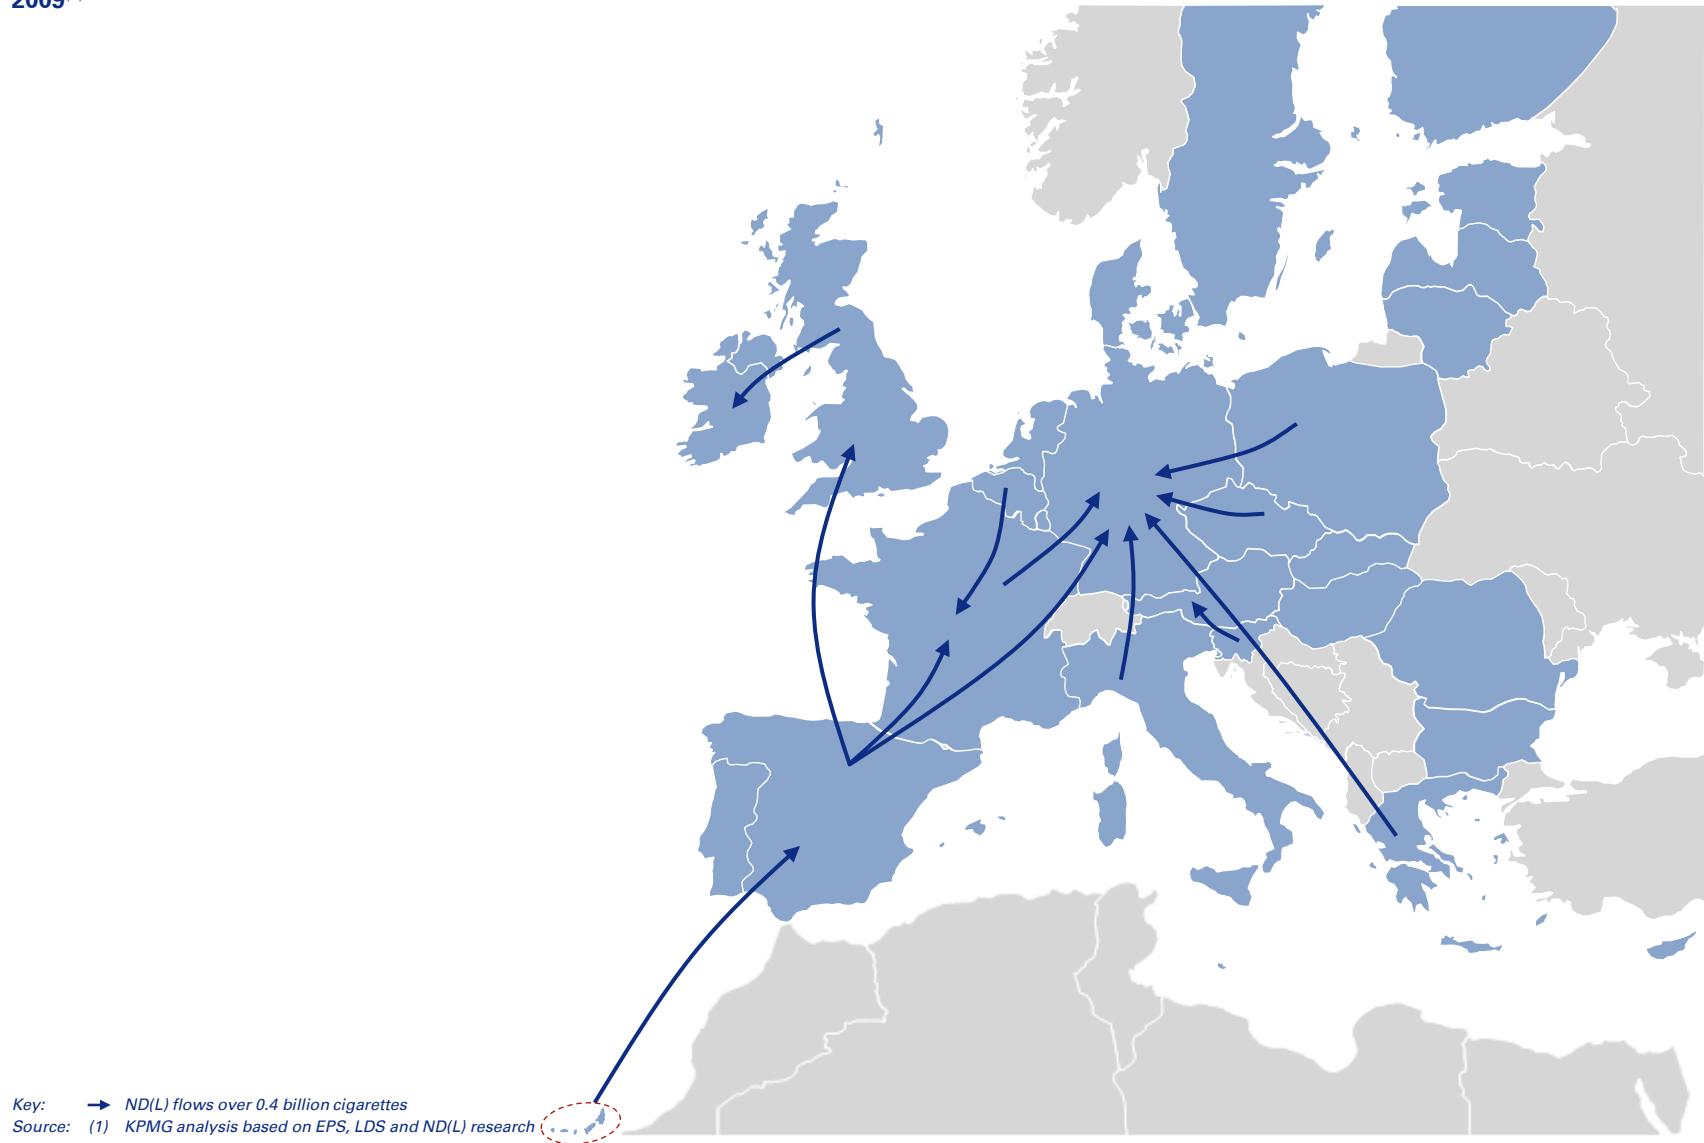 2009
Key: ND(L) flows over 0.4 billion cigarettes
Source: (1) KPMG analysis based on EPS, LDS and ND(L) research